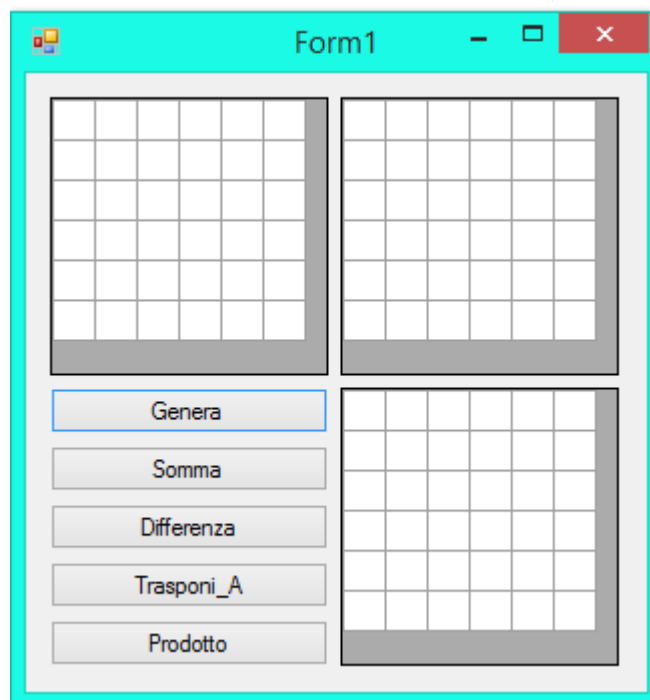 Form1
Genera
Somma
Differenza
Trasponi_A
Prodotto